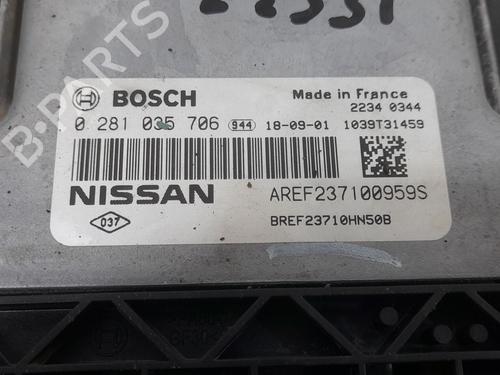 BOSCH
Made in France
2234 0344
0 281 035 706 944 18-09-01 1039T31459
NISSAN
AREF237100959S
037
BREF23710HN50B
B-PARTS